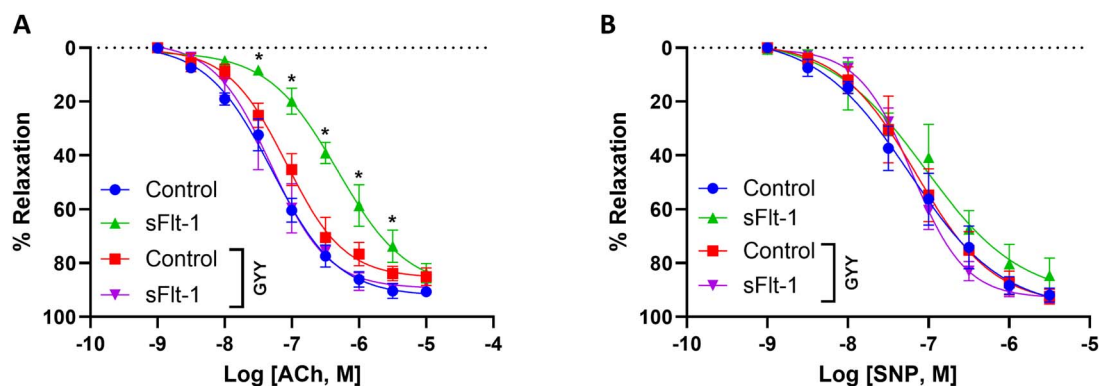 A
% Relaxation
0
20
40
60
80
100
* * * * *
Control
sFlt-1
Control
sFlt-1
GYY
-10 -9 -8 -7 -6 -5 -4
Log [ACh, M]
B
% Relaxation
0
20
40
60
80
100
Control
sFlt-1
Control
sFlt-1
GYY
-10 -9 -8 -7 -6 -5
Log [SNP, M]